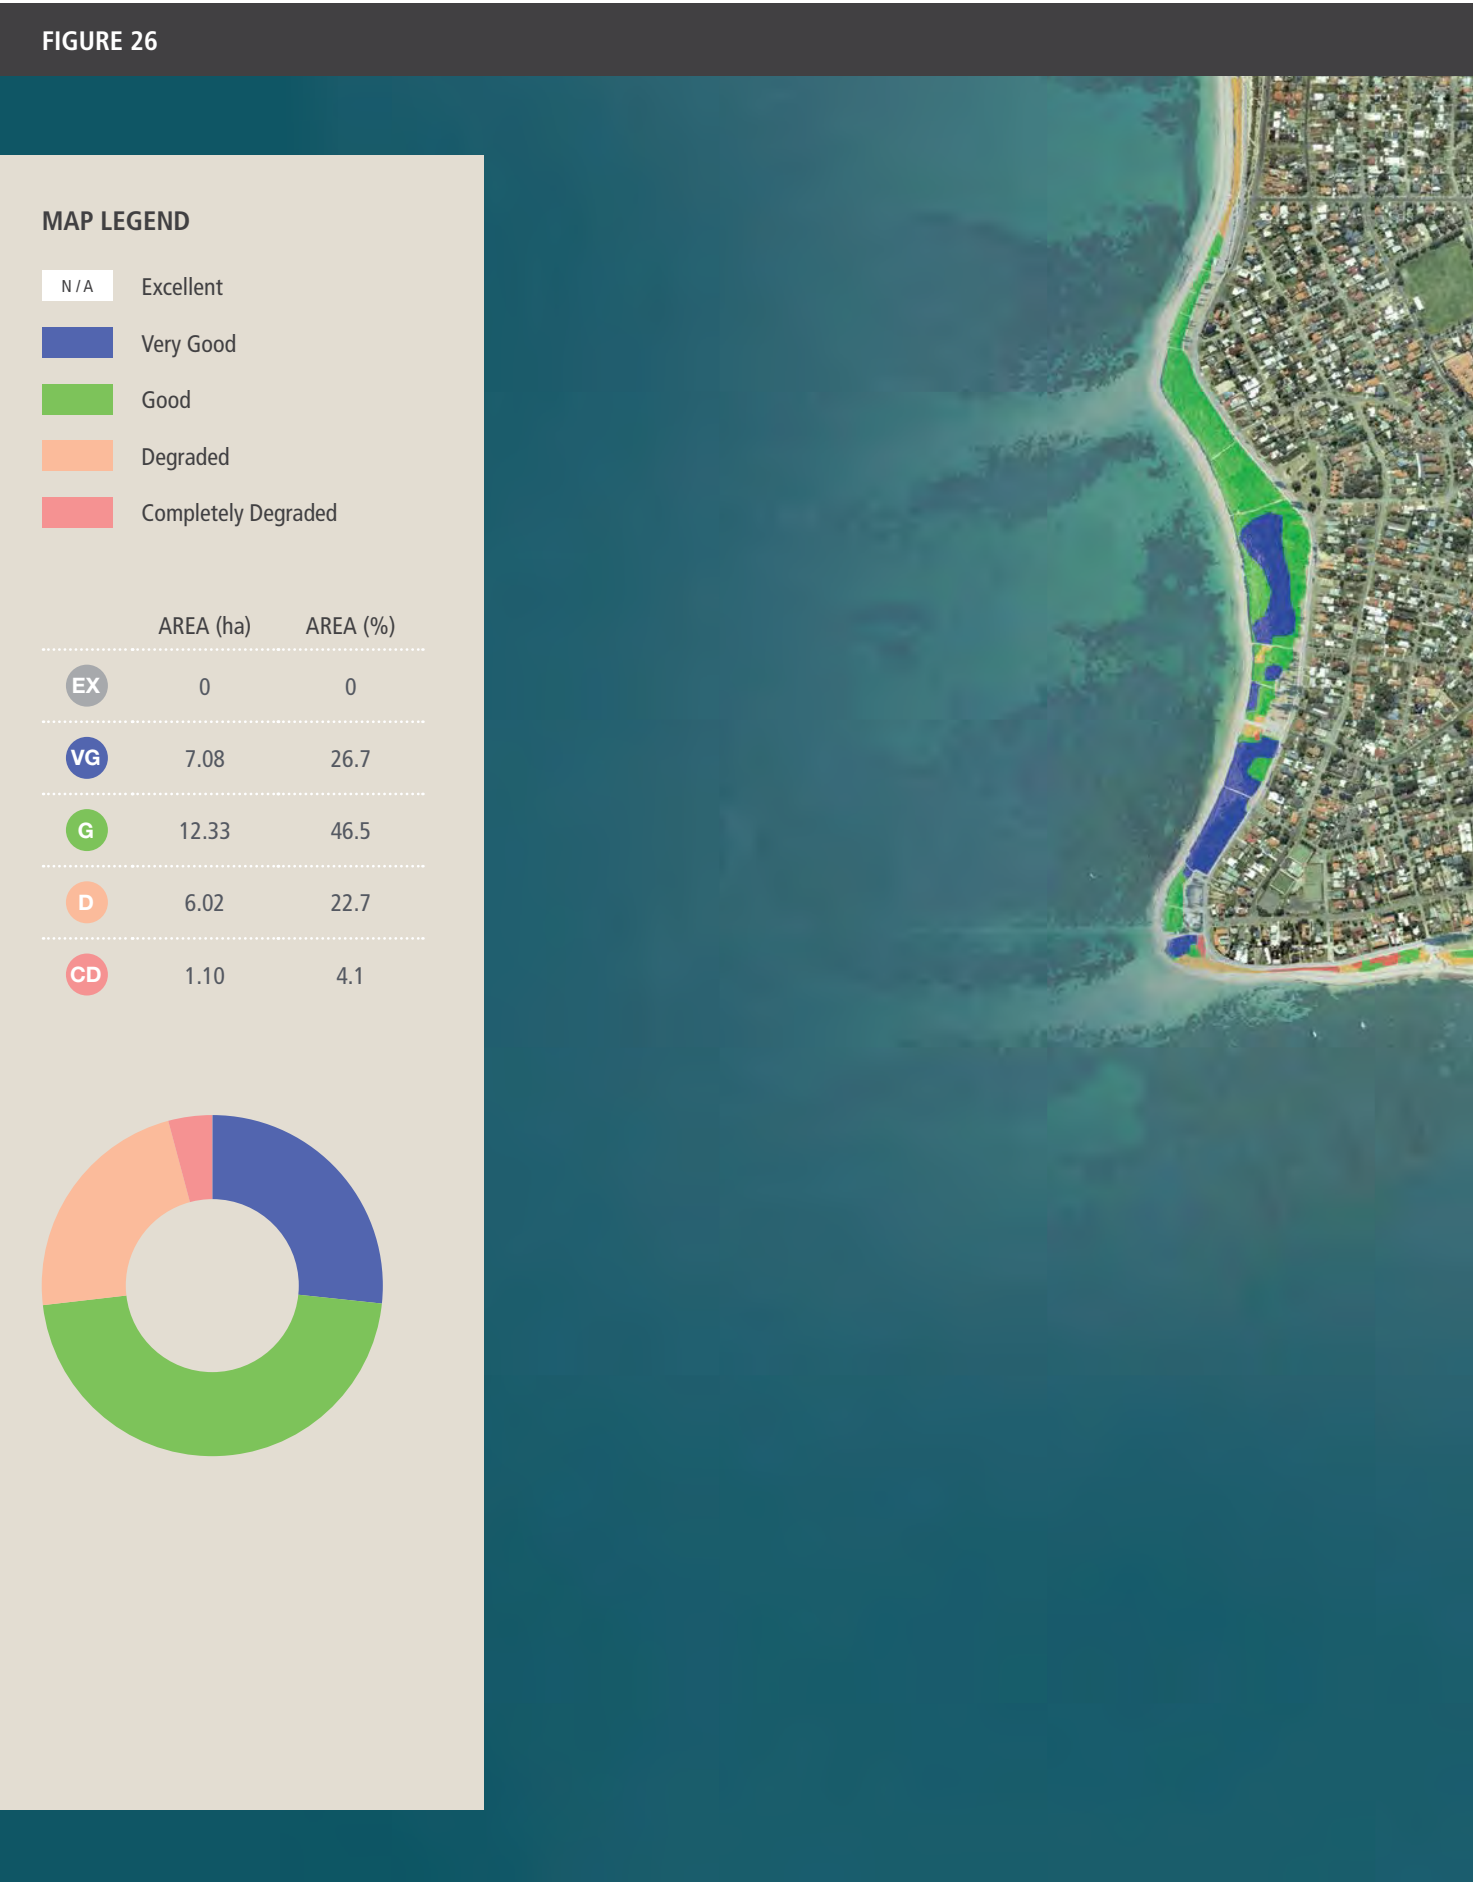 FIGURE 26
MAP LEGEND
N / A Excellent
Very Good
Good
Degraded
Completely Degraded
AREA (ha) AREA (%)
EX 0 0
VG 7.08 26.7
G 12.33 46.5
D 6.02 22.7
CD 1.10 4.1